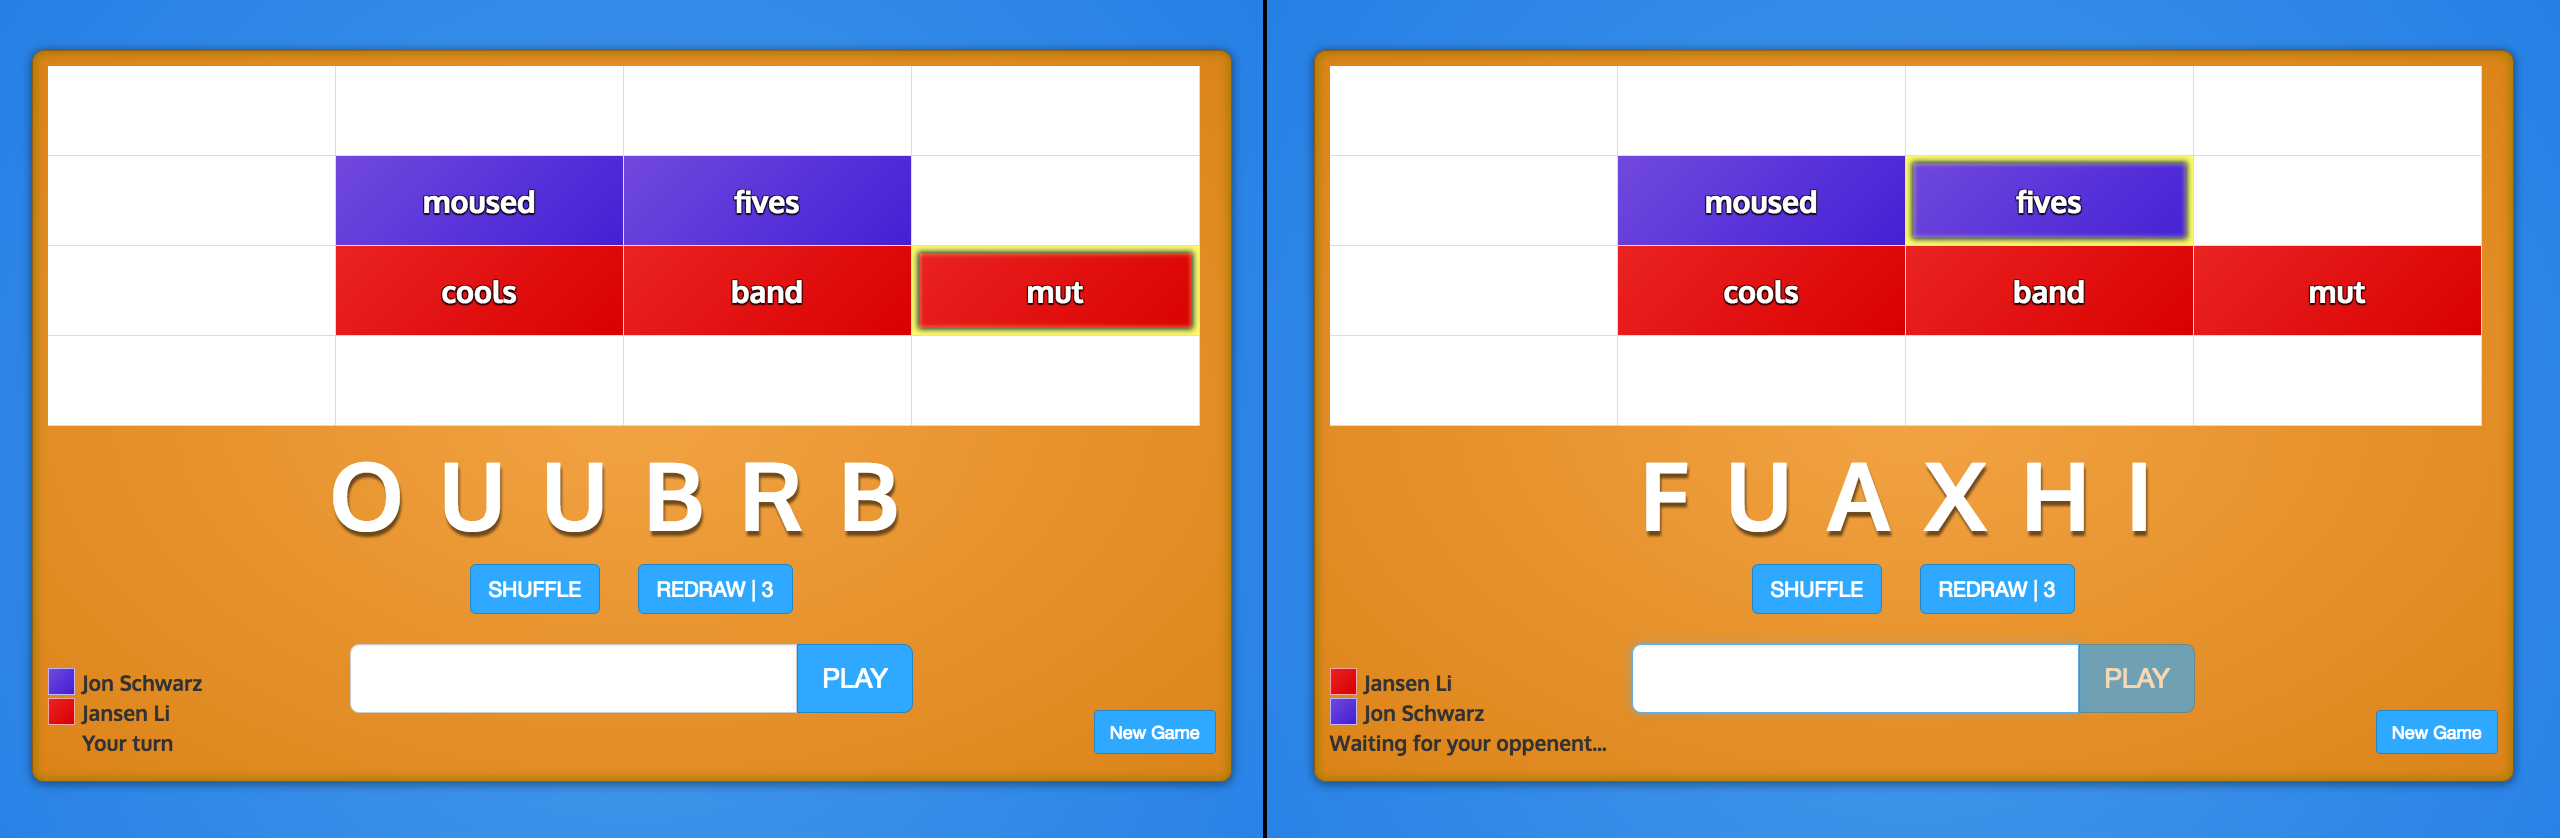 moused fives
cools band mut
O U U B R B
SHUFFLE REDRAW | 3
PLAY
Jon Schwarz
Jansen Li
Your turn
New Game
moused fives
cools band mut
F U A X H I
SHUFFLE REDRAW | 3
PLAY
Jansen Li
Jon Schwarz
Waiting for your oppenent...
New Game